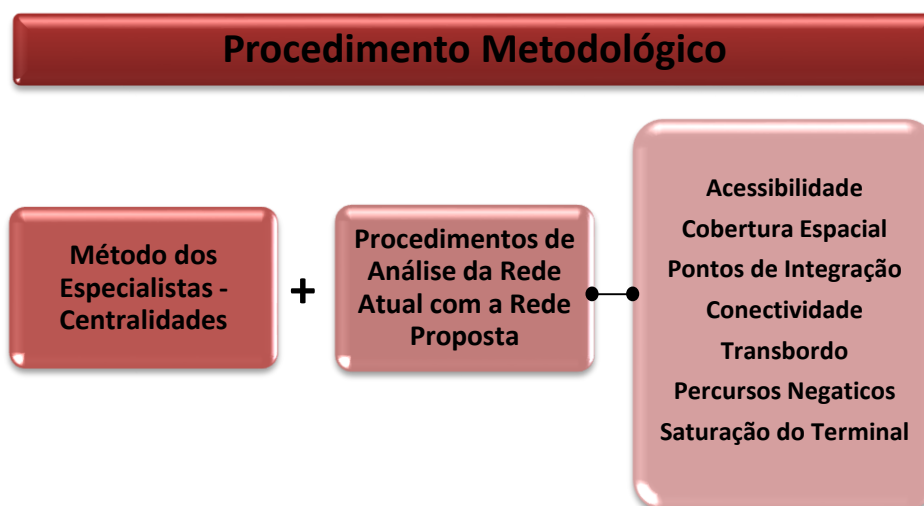 Procedimento Metodológico
Método dos
Especialistas -
Centralidades
+
Procedimentos de
Análise da Rede
Atual com a Rede
Proposta
Acessibilidade
Cobertura Espacial
Pontos de Integração
Conectividade
Transbordo
Percursos Negaticos
Saturação do Terminal